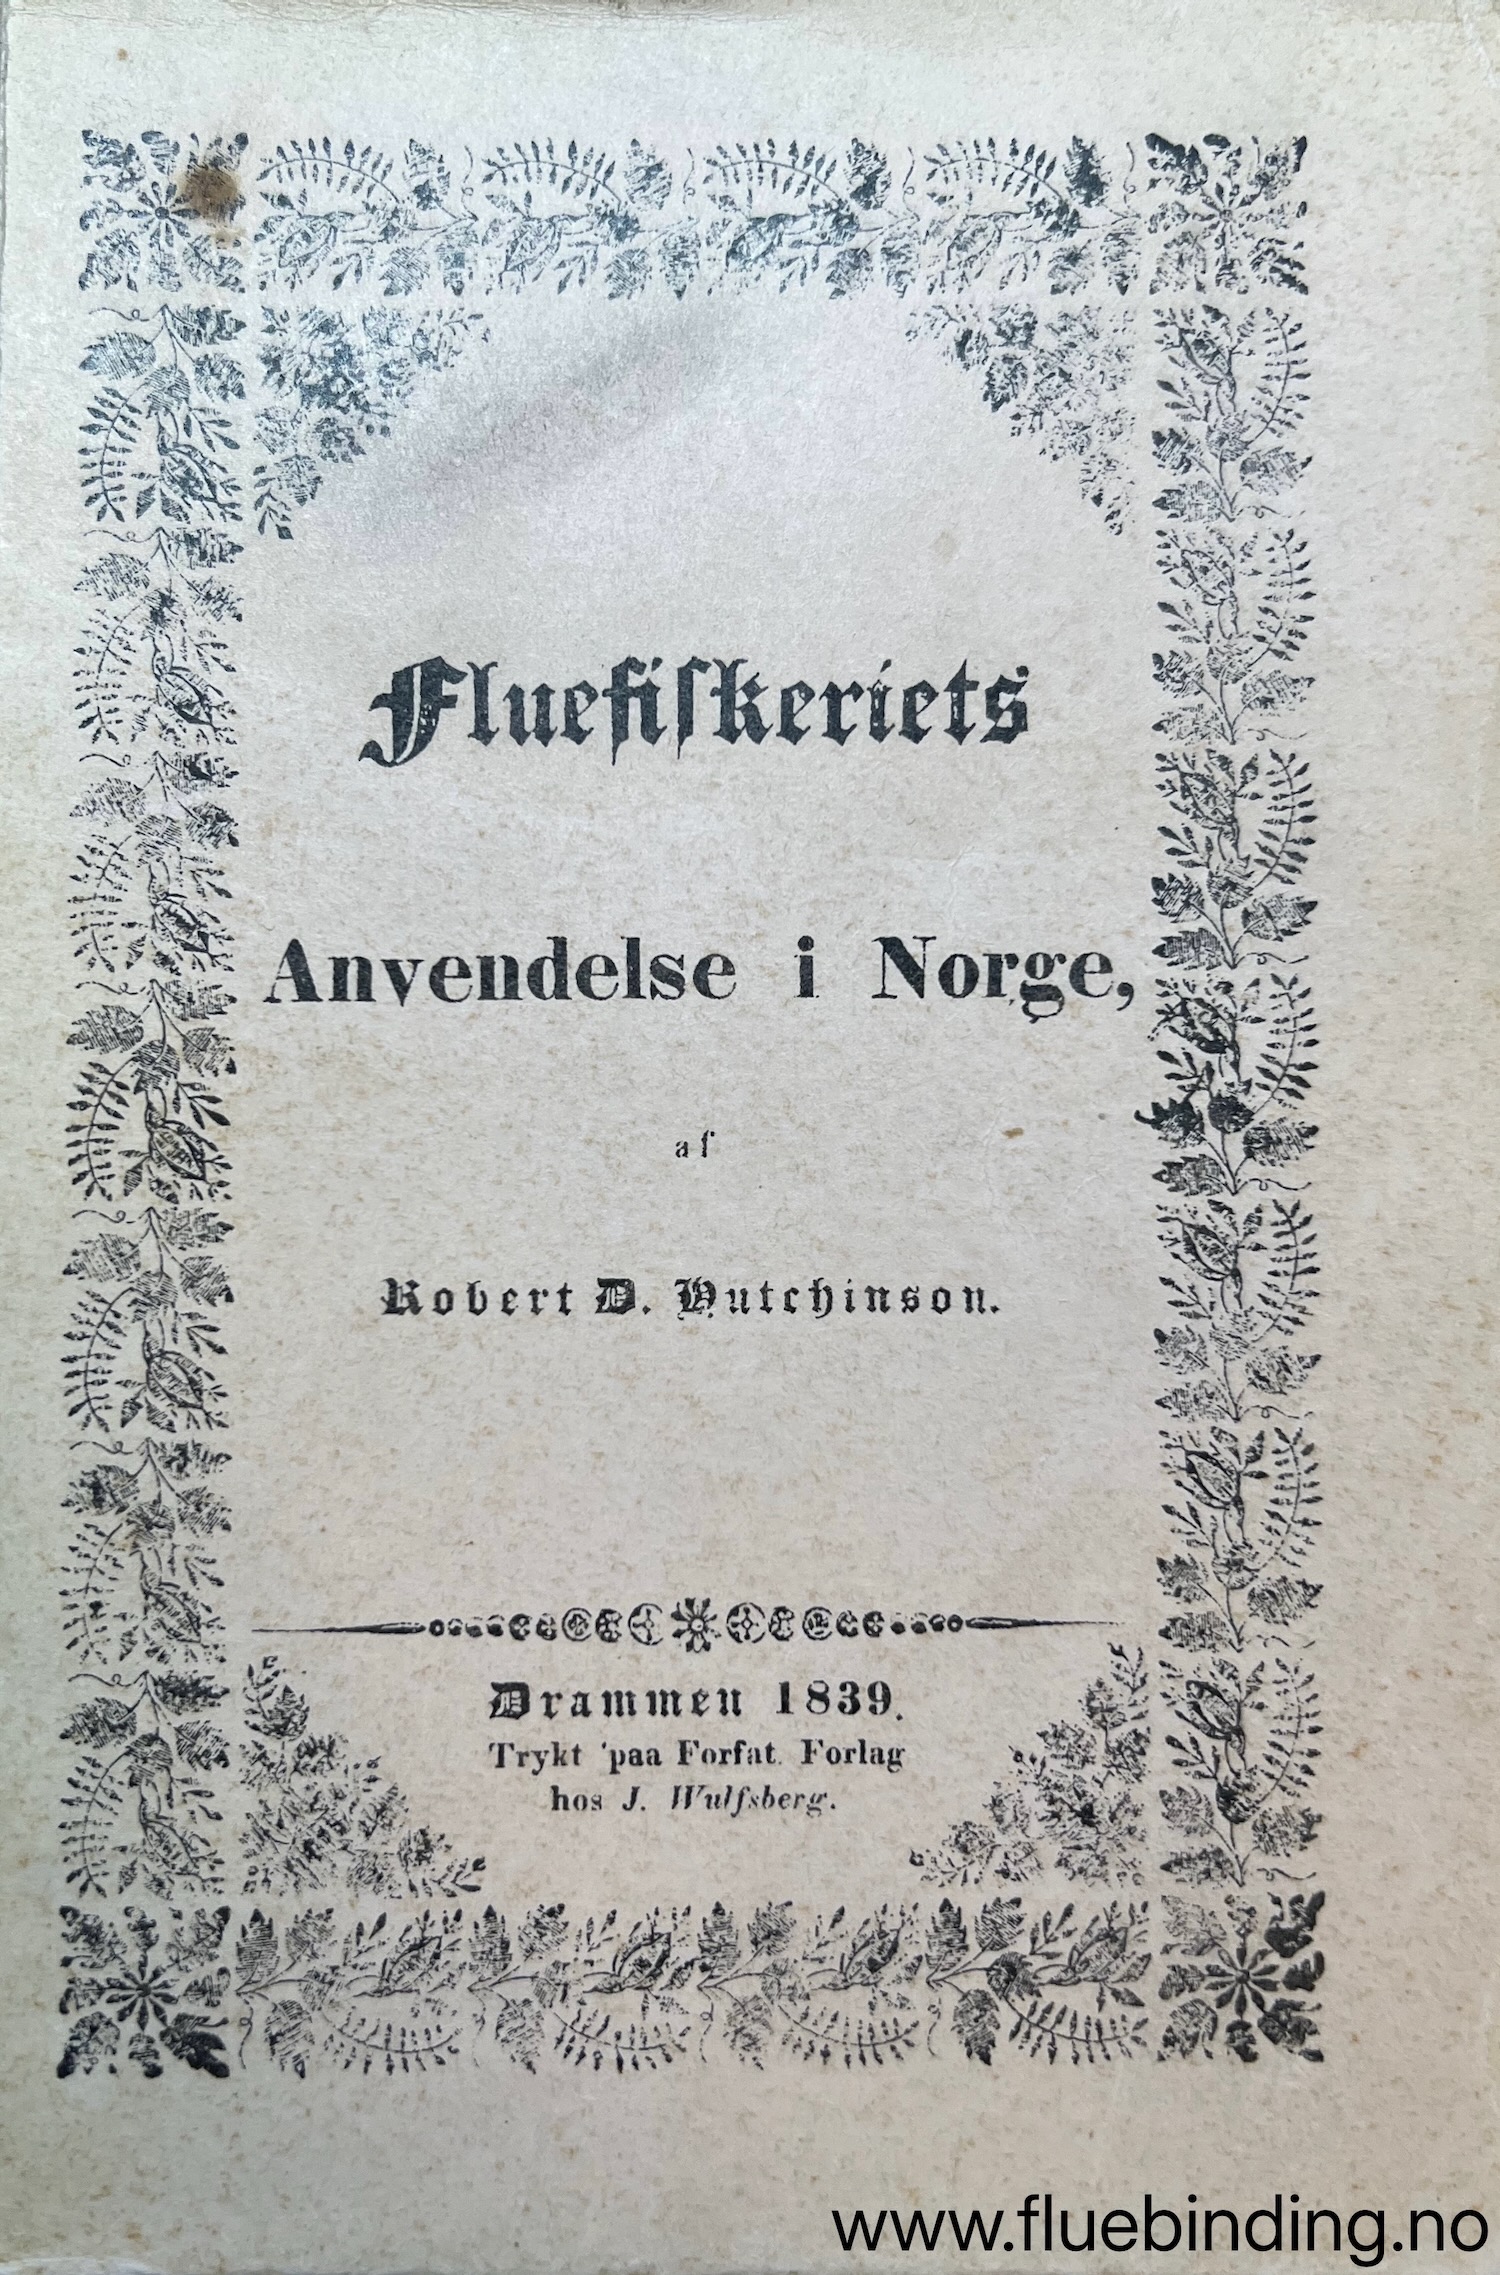 Fluefiſkeriets
Anvendelse i Norge,
af
Robert D. Hutchinson.
Drammen 1839.
Trykt paa Forfat. Forlag
hos J. Wulfsberg.
www.fluebinding.no